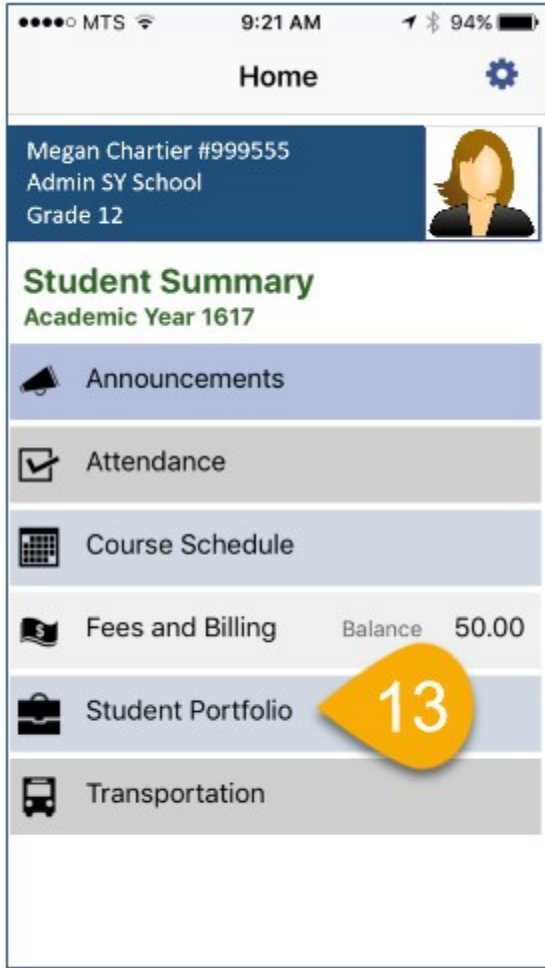 MTS 9:21 AM 94%
Home
Megan Chartier #999555
Admin SY School
Grade 12
Student Summary
Academic Year 1617
Announcements
Attendance
Course Schedule
Fees and Billing Balance 50.00
Student Portfolio 13
Transportation